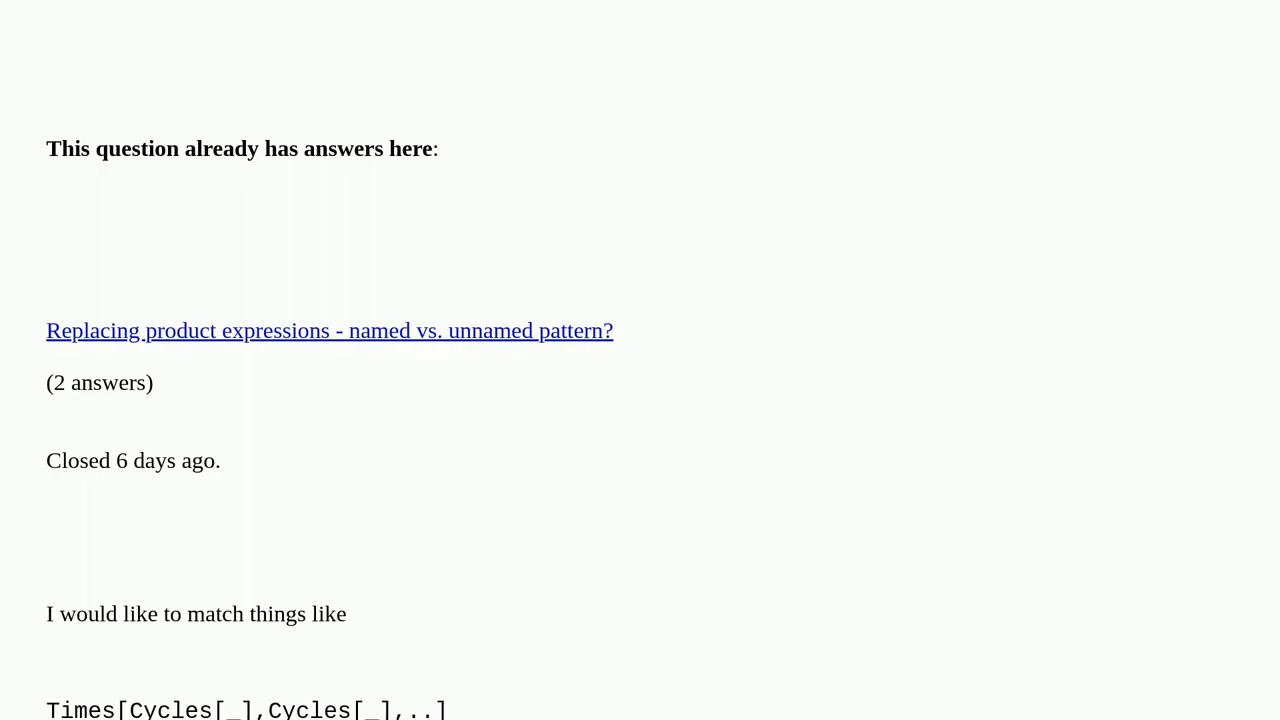 This question already has answers here:
Replacing product expressions - named vs. unnamed pattern?
(2 answers)
Closed 6 days ago.
I would like to match things like
Times[Cycles[_],Cycles[_],..]